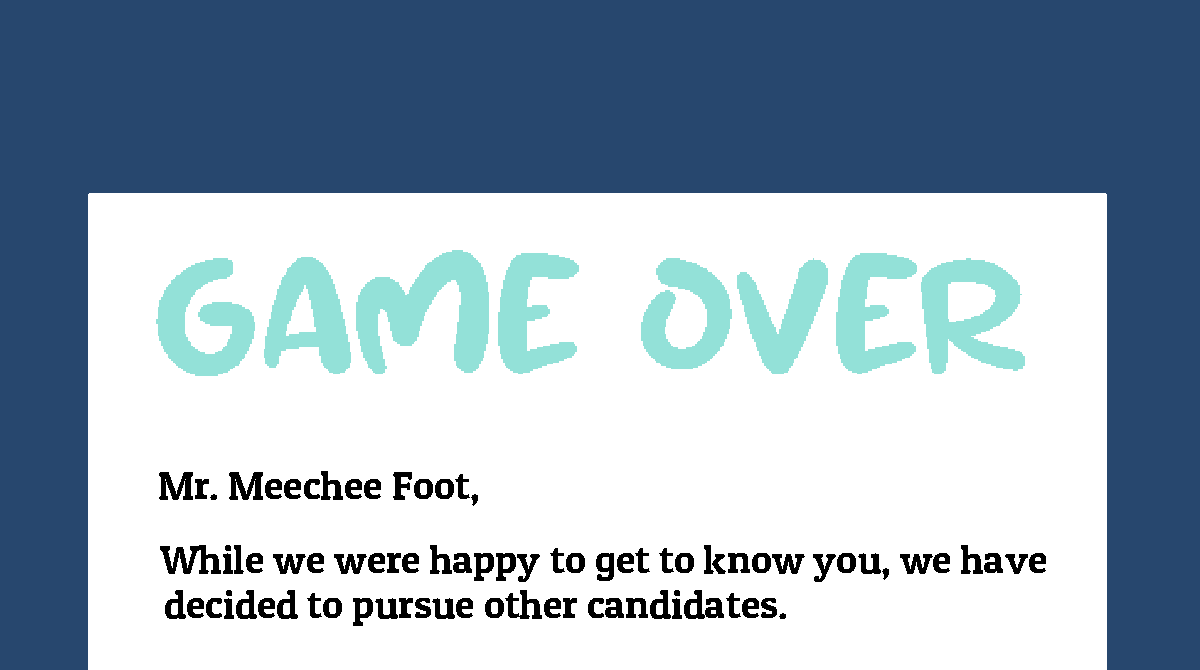 GAME OVER
Mr. Meechee Foot,
While we were happy to get to know you, we have
decided to pursue other candidates.